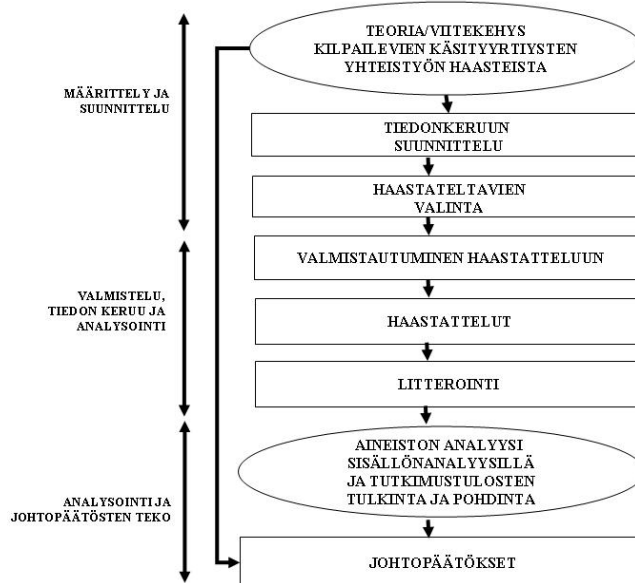 TEORIA/VIITEKEHYS
KILPAILEVIEN KÄSITYYRTIYSTEN
YHTEISTYÖN HAASTEISTA
MÄÄRITTELY JA
SUUNNITTELU
TIEDONKERUUN
SUUNNITTELU
HAASTATELTAVIEN
VALINTA
VALMISTAUTUMINEN HAASTATTELUUN
VALMISTELU,
TIEDON KERUU JA
ANALYSOINTI
HAASTATTELUT
LITTEROINTI
AINEISTON ANALYYSI
SISÄLLÖNANALYYSILLÄ
JA TUTKIMUSTULOSTEN
TULKINTA JA POHDINTA
ANALYSOINTI JA
JOHTOPÄÄTÖSTEN TEKO
JOHTOPÄÄTÖKSET